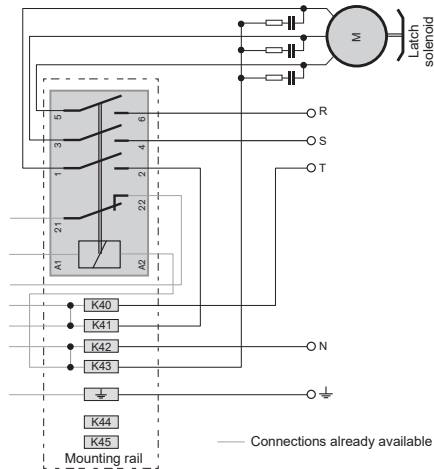 M
Latch
solenoid
5
6
R
3
4
S
1
2
T
21
22
A1
A2
K40
K41
K42
N
K43
K44
K45
Mounting rail
Connections already available